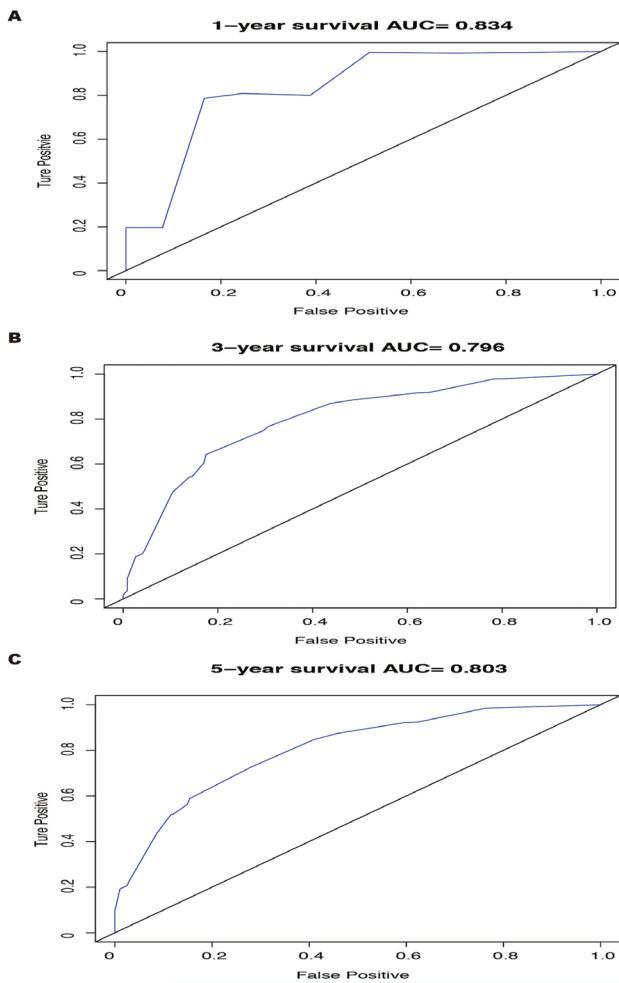 A
1-year survival AUC= 0.834
Ture Positvie
1.0
0.8
0.6
0.4
0.2
0
0 0.2 0.4 0.6 0.8 1.0
False Positive
B
3-year survival AUC= 0.796
Ture Positive
1.0
0.8
0.6
0.4
0.2
0
0 0.2 0.4 0.6 0.8 1.0
False Positive
C
5-year survival AUC= 0.803
Ture Positive
1.0
0.8
0.6
0.4
0.2
0
0 0.2 0.4 0.6 0.8 1.0
False Positive